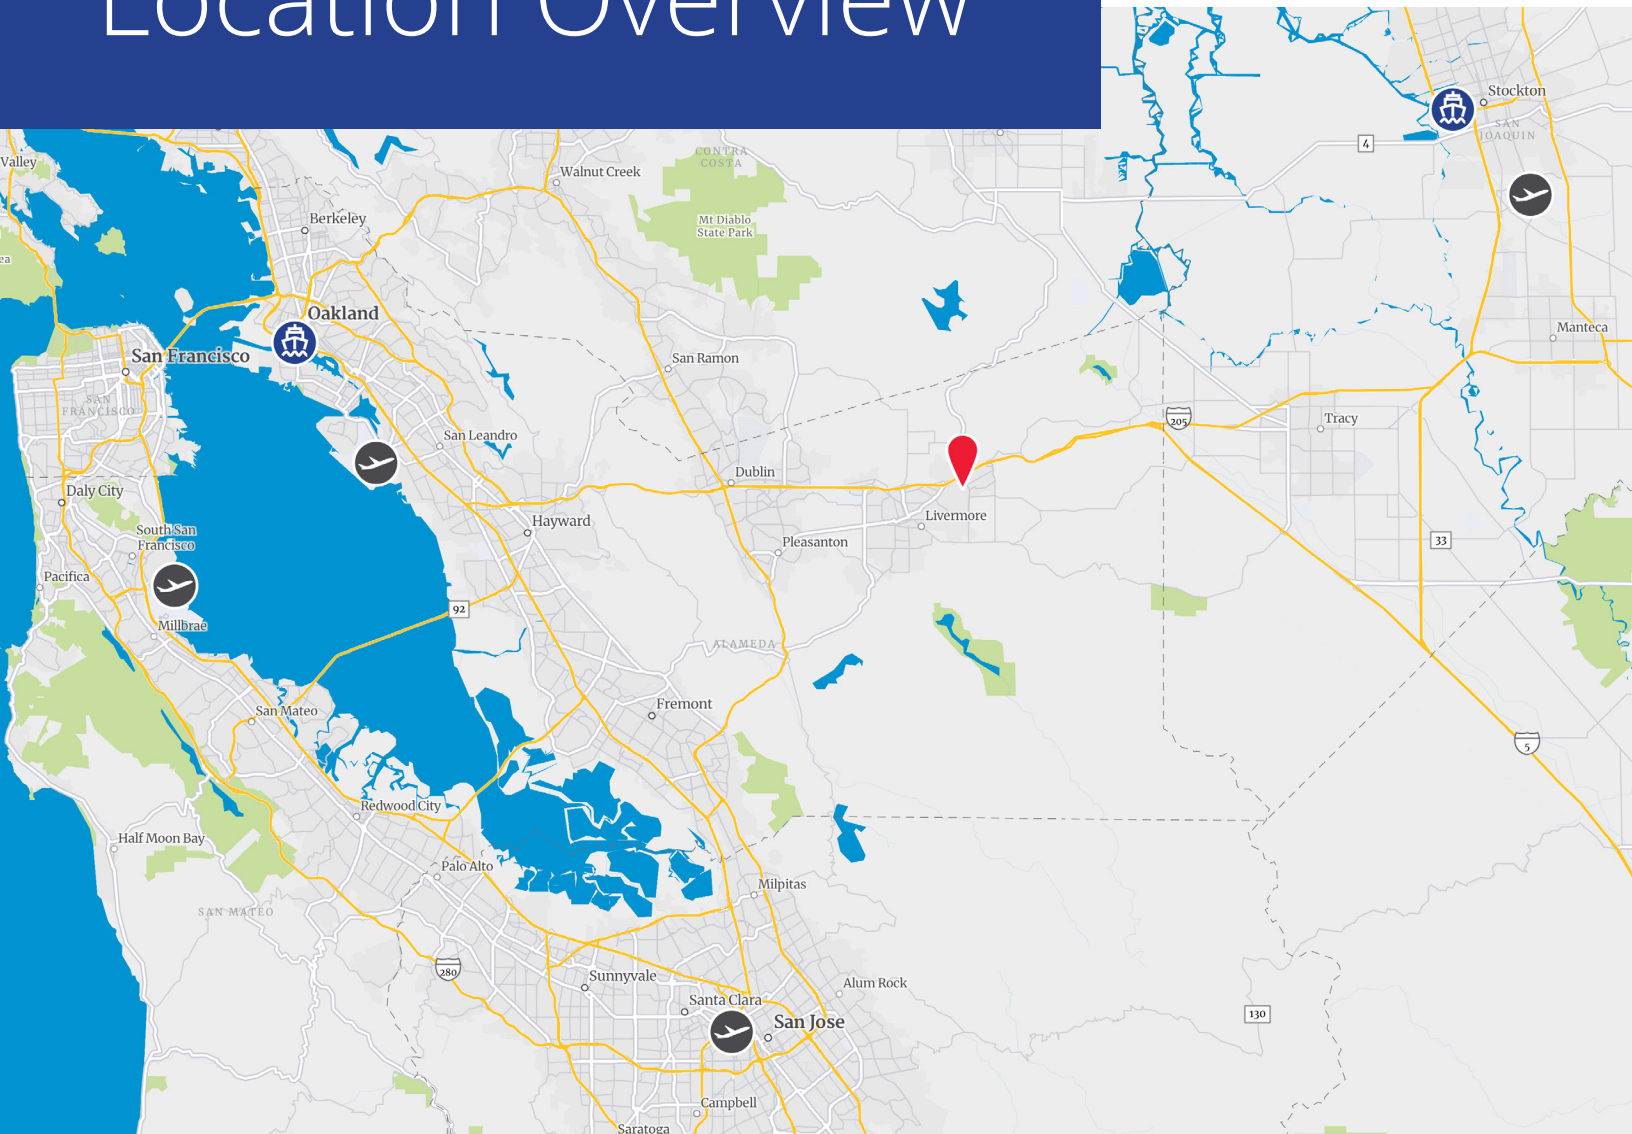 Location Overview
Stockton
SAN
JOAQUIN
4
CONTRA
COSTA
Valley
Walnut Creek
Berkeley
Mt Diablo
State Park
ea
Oakland
Manteca
San Francisco
San Ramon
SAN
FRANCISCO
205
Tracy
San Leandro
Dublin
Daly City
Livermore
Hayward
South San
Francisco
Pleasanton
33
Pacifica
92
Millbrae
ALAMEDA
Fremont
San Mateo
5
Redwood City
Half Moon Bay
Palo Alto
Milpitas
SAN MATEO
280
Sunnyvale
Alum Rock
Santa Clara
130
San Jose
Campbell
Saratoga